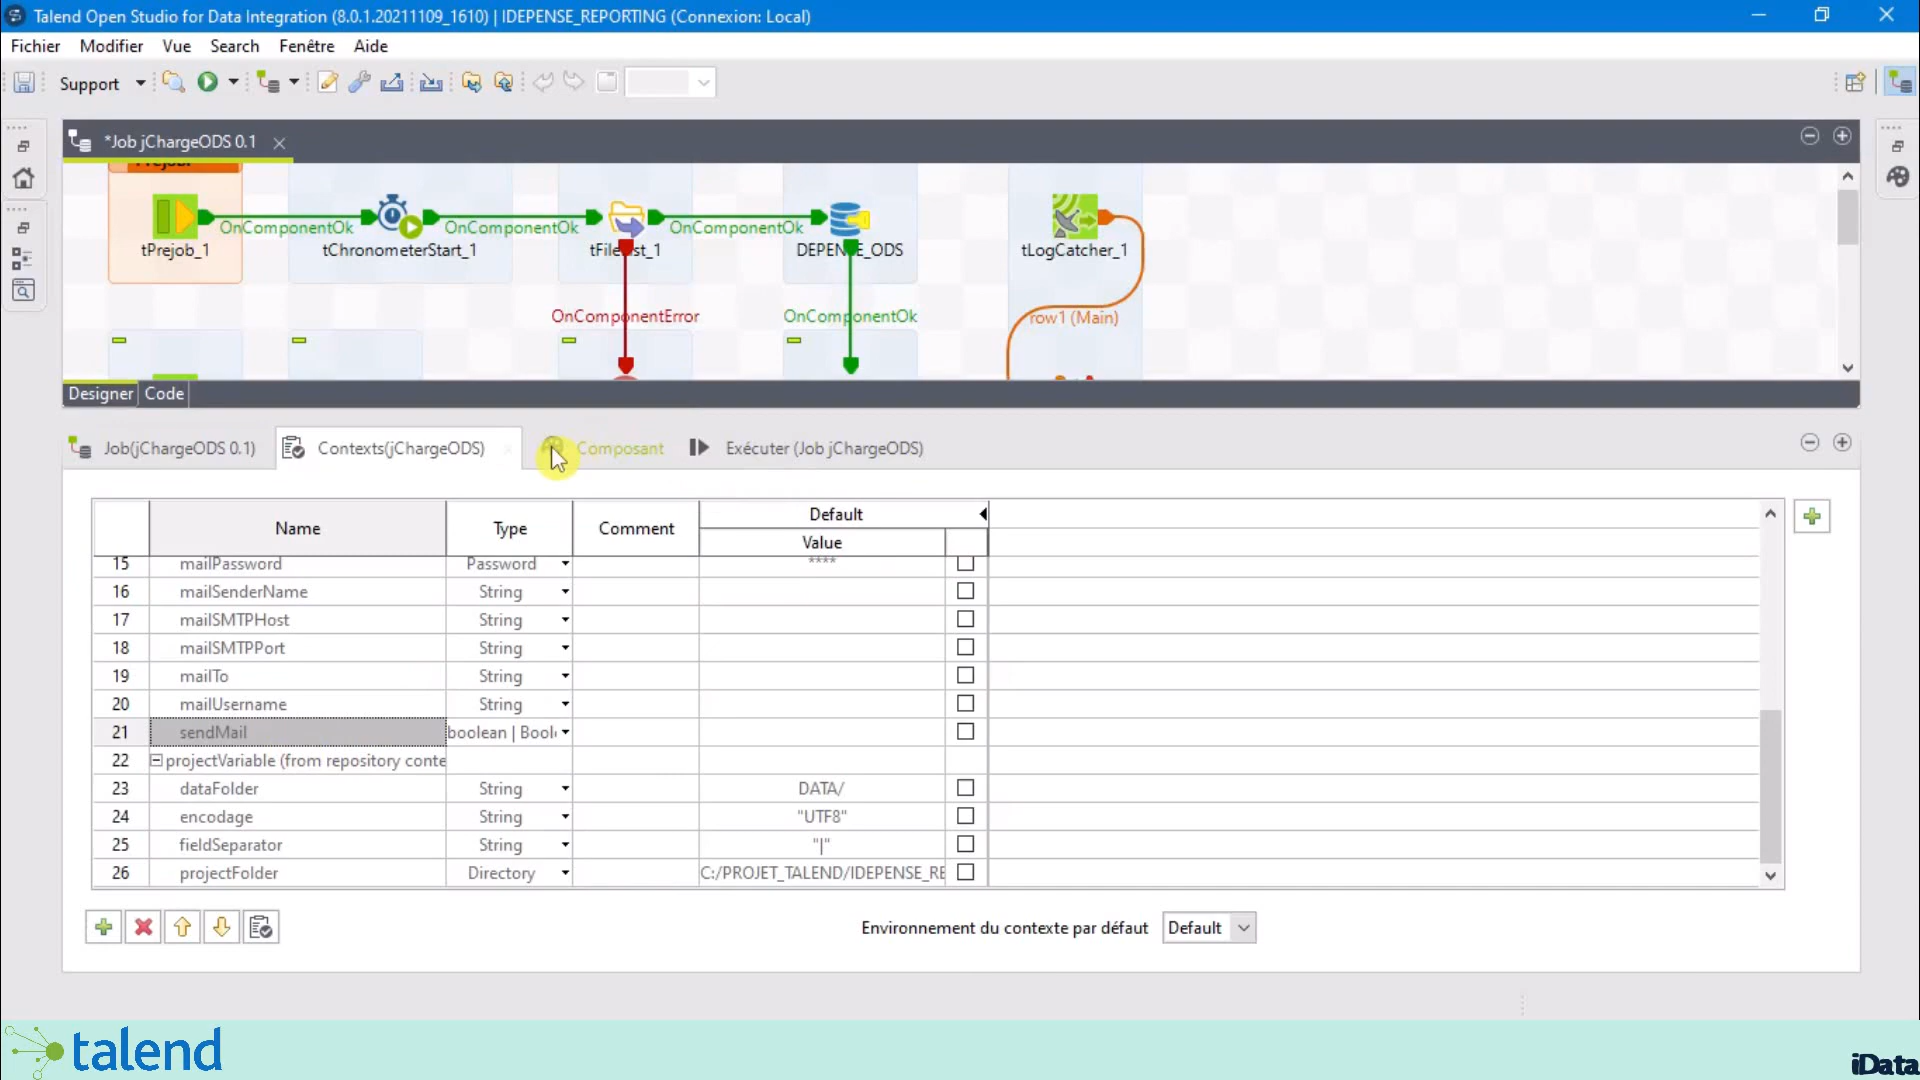 Talend Open Studio for Data Integration (8.0.1.20211109_1610) | IDEPENSE_REPORTING (Connexion: Local)
Fichier Modifier Vue Search Fenêtre Aide
Support
*Job jChargeODS 0.1
OnComponentOk OnComponentOk OnComponentOk
tPrejob_1 tChronometerStart_1 tFileList_1 DEPENSE_ODS tLogCatcher_1
OnComponentError OnComponentOk row1 (Main)
Designer Code
Job(jChargeODS 0.1) Contexts(jChargeODS) Composant Exécuter (Job jChargeODS)
Name Type Comment Default
Value
15 mailPassword Password ****
16 mailSenderName String
17 mailSMTPHost String
18 mailSMTPPort String
19 mailTo String
20 mailUsername String
21 sendMail boolean | Bool
22 projectVariable (from repository conte
23 dataFolder String DATA/
24 encodage String "UTF8"
25 fieldSeparator String "|"
26 projectFolder Directory C:/PROJET_TALEND/IDEPENSE_RE
Environnement du contexte par défaut Default
talend
iData